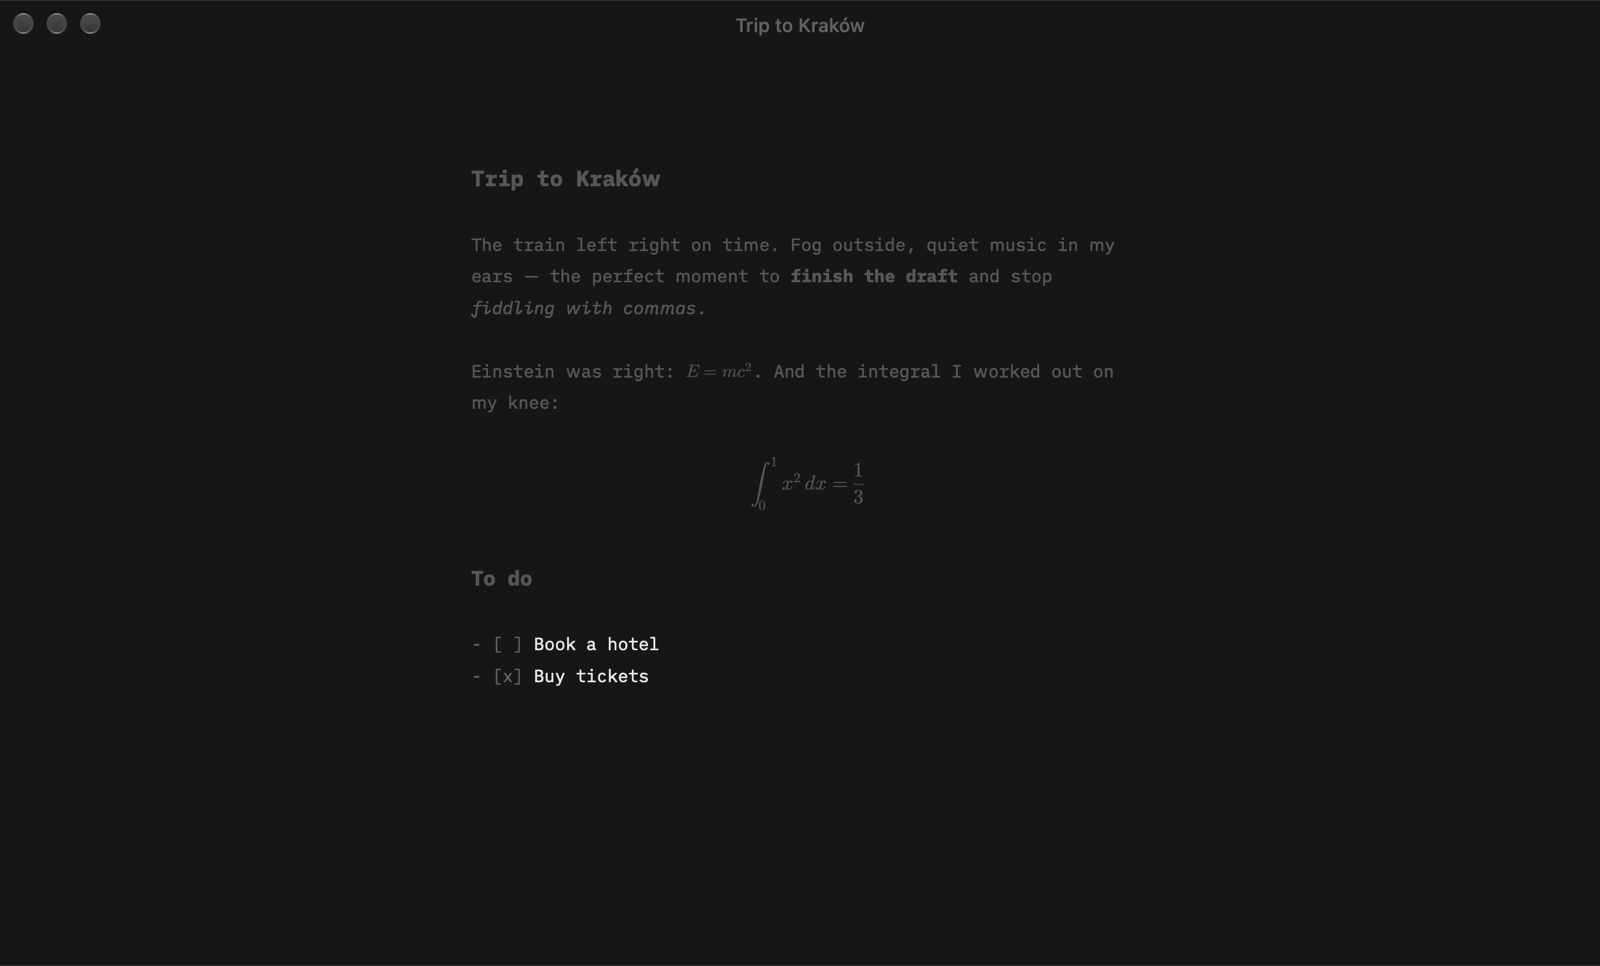 Trip to Kraków
Trip to Kraków
The train left right on time. Fog outside, quiet music in my
ears — the perfect moment to finish the draft and stop
fiddling with commas.
Einstein was right: E = mc². And the integral I worked out on
my knee:
∫₀¹ x² dx = 1/3
To do
- [ ] Book a hotel
- [x] Buy tickets